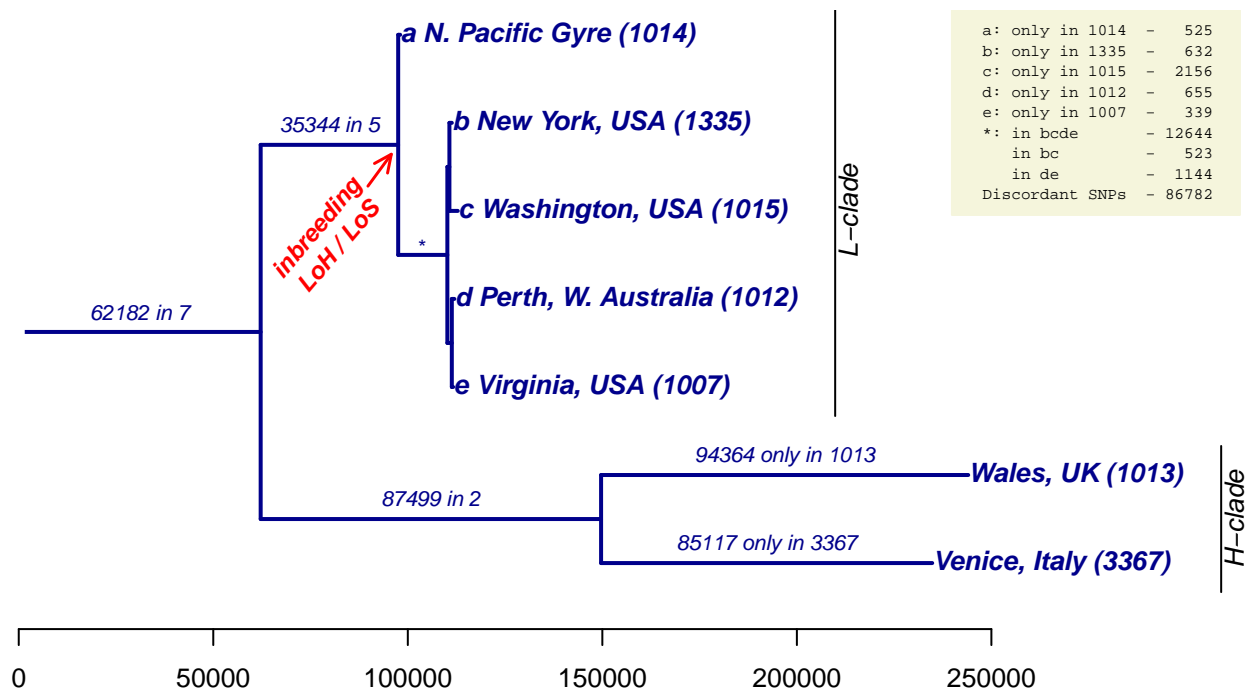 a N. Pacific Gyre (1014)
35344 in 5
b New York, USA (1335)
inbreeding
LoH / LoS
c Washington, USA (1015)
*
d Perth, W. Australia (1012)
62182 in 7
e Virginia, USA (1007)
L−clade
a: only in 1014 - 525
b: only in 1335 - 632
c: only in 1015 - 2156
d: only in 1012 - 655
e: only in 1007 - 339
*: in bcde - 12644
in bc - 523
in de - 1144
Discordant SNPs - 86782
94364 only in 1013
Wales, UK (1013)
87499 in 2
85117 only in 3367
Venice, Italy (3367)
H−clade
0 50000 100000 150000 200000 250000